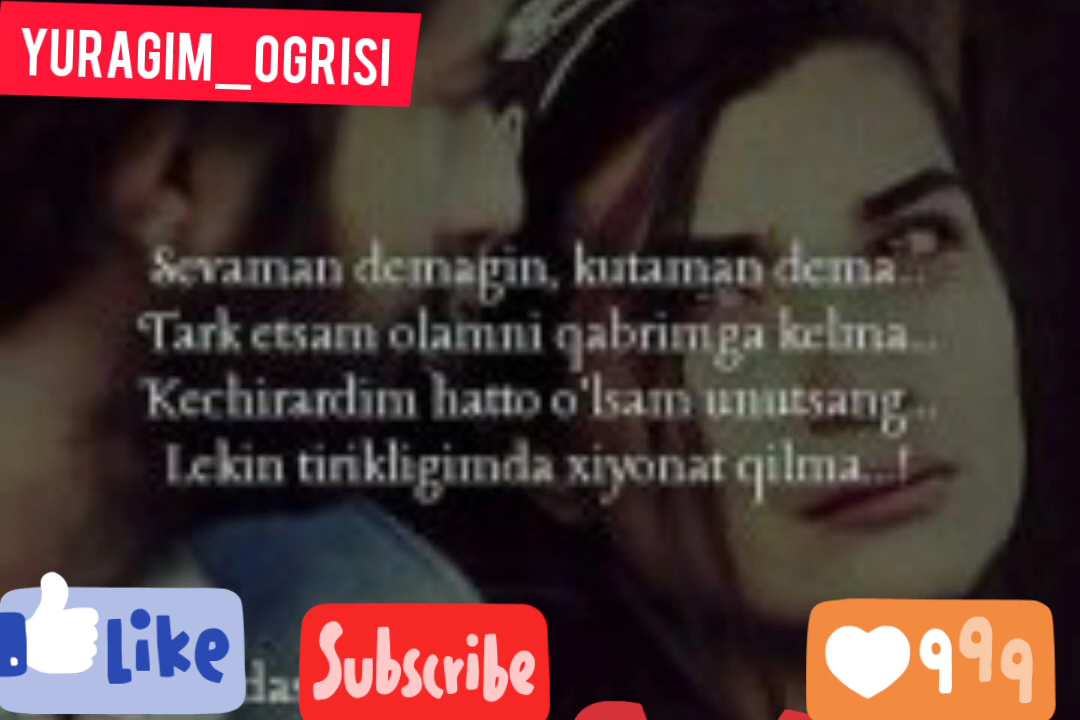 YURAGIM_OGRISI
Sevaman demagin, kutaman dema...
Tark etsam olamni qabrimga kelma...
Kechirardim hatto o'lsam unutsang...
Lekin tirikligimda xiyonat qilma...!
Like
Subscribe
999